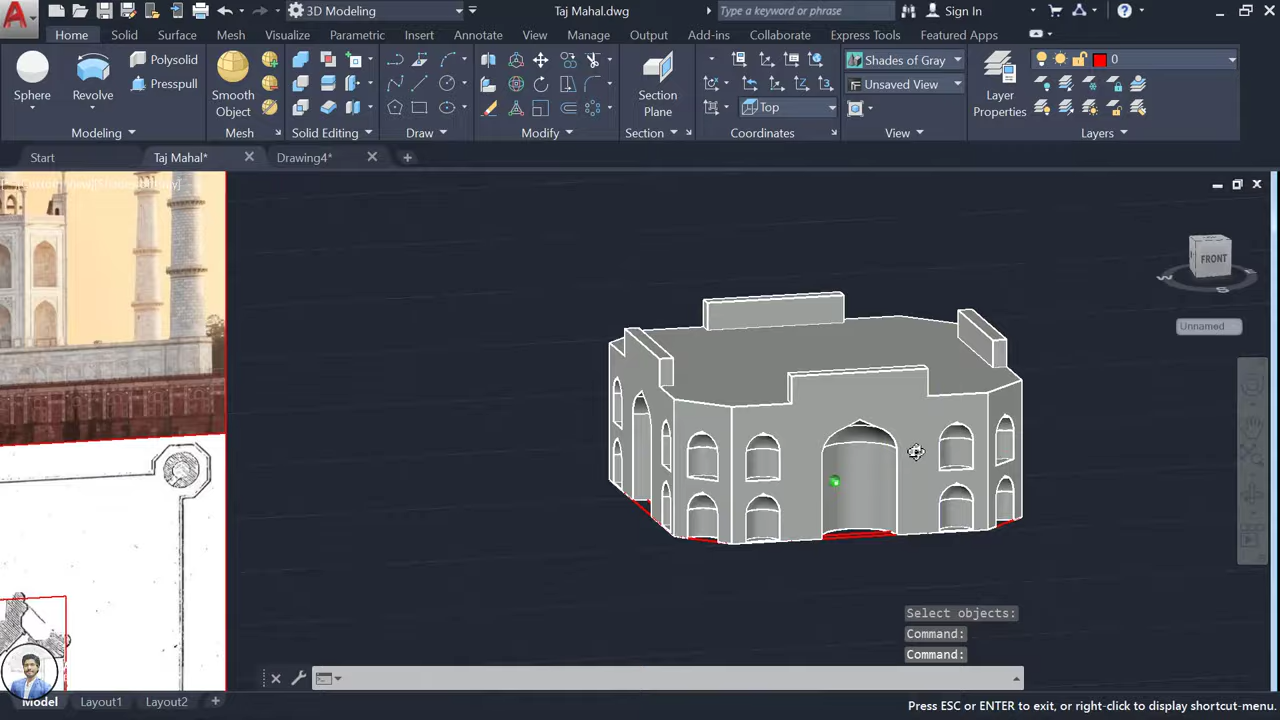 3D Modeling
Taj Mahal.dwg
Type a keyword or phrase
Sign In
Home Solid Surface Mesh Visualize Parametric Insert Annotate View Manage Output Add-ins Collaborate Express Tools Featured Apps
Polysolid
Presspull
Sphere
Revolve
Smooth
Object
Section
Plane
Top
Shades of Gray
Unsaved View
Layer
Properties
0
Modeling
Mesh
Solid Editing
Draw
Modify
Section
Coordinates
View
Layers
Start
Taj Mahal*
Drawing4*
FRONT
W
S
Unnamed
Select objects:
Command:
Command:
Model
Layout1
Layout2
Press ESC or ENTER to exit, or right-click to display shortcut-menu.